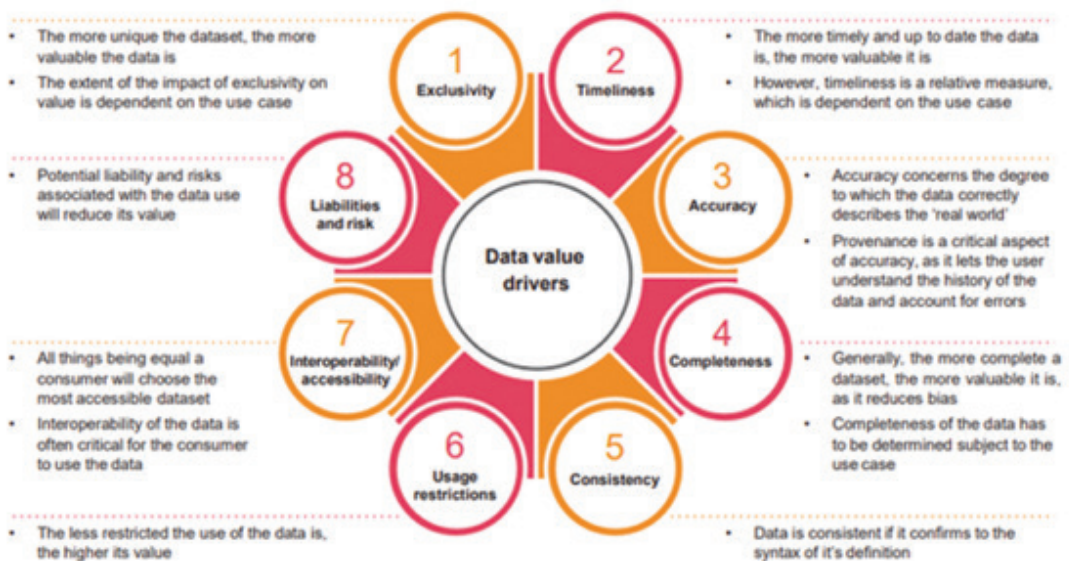 • The more unique the dataset, the more
valuable the data is
• The extent of the impact of exclusivity on
value is dependent on the use case
1
Exclusivity
2
Timeliness
• The more timely and up to date the data
is, the more valuable it is
• However, timeliness is a relative measure,
which is dependent on the use case
• Potential liability and risks
associated with the data use
will reduce its value
8
Liabilities
and risk
Data value
drivers
3
Accuracy
• Accuracy concerns the degree
to which the data correctly
describes the ‘real world’
• Provenance is a critical aspect
of accuracy, as it lets the user
understand the history of the
data and account for errors
• All things being equal a
consumer will choose the
most accessible dataset
• Interoperability of the data is
often critical for the consumer
to use the data
7
Interoperability/
accessibility
4
Completeness
• Generally, the more complete a
dataset, the more valuable it is,
as it reduces bias
• Completeness of the data has
to be determined subject to the
use case
6
Usage
restrictions
5
Consistency
• The less restricted the use of the data is,
the higher its value
• Data is consistent if it confirms to the
syntax of it's definition